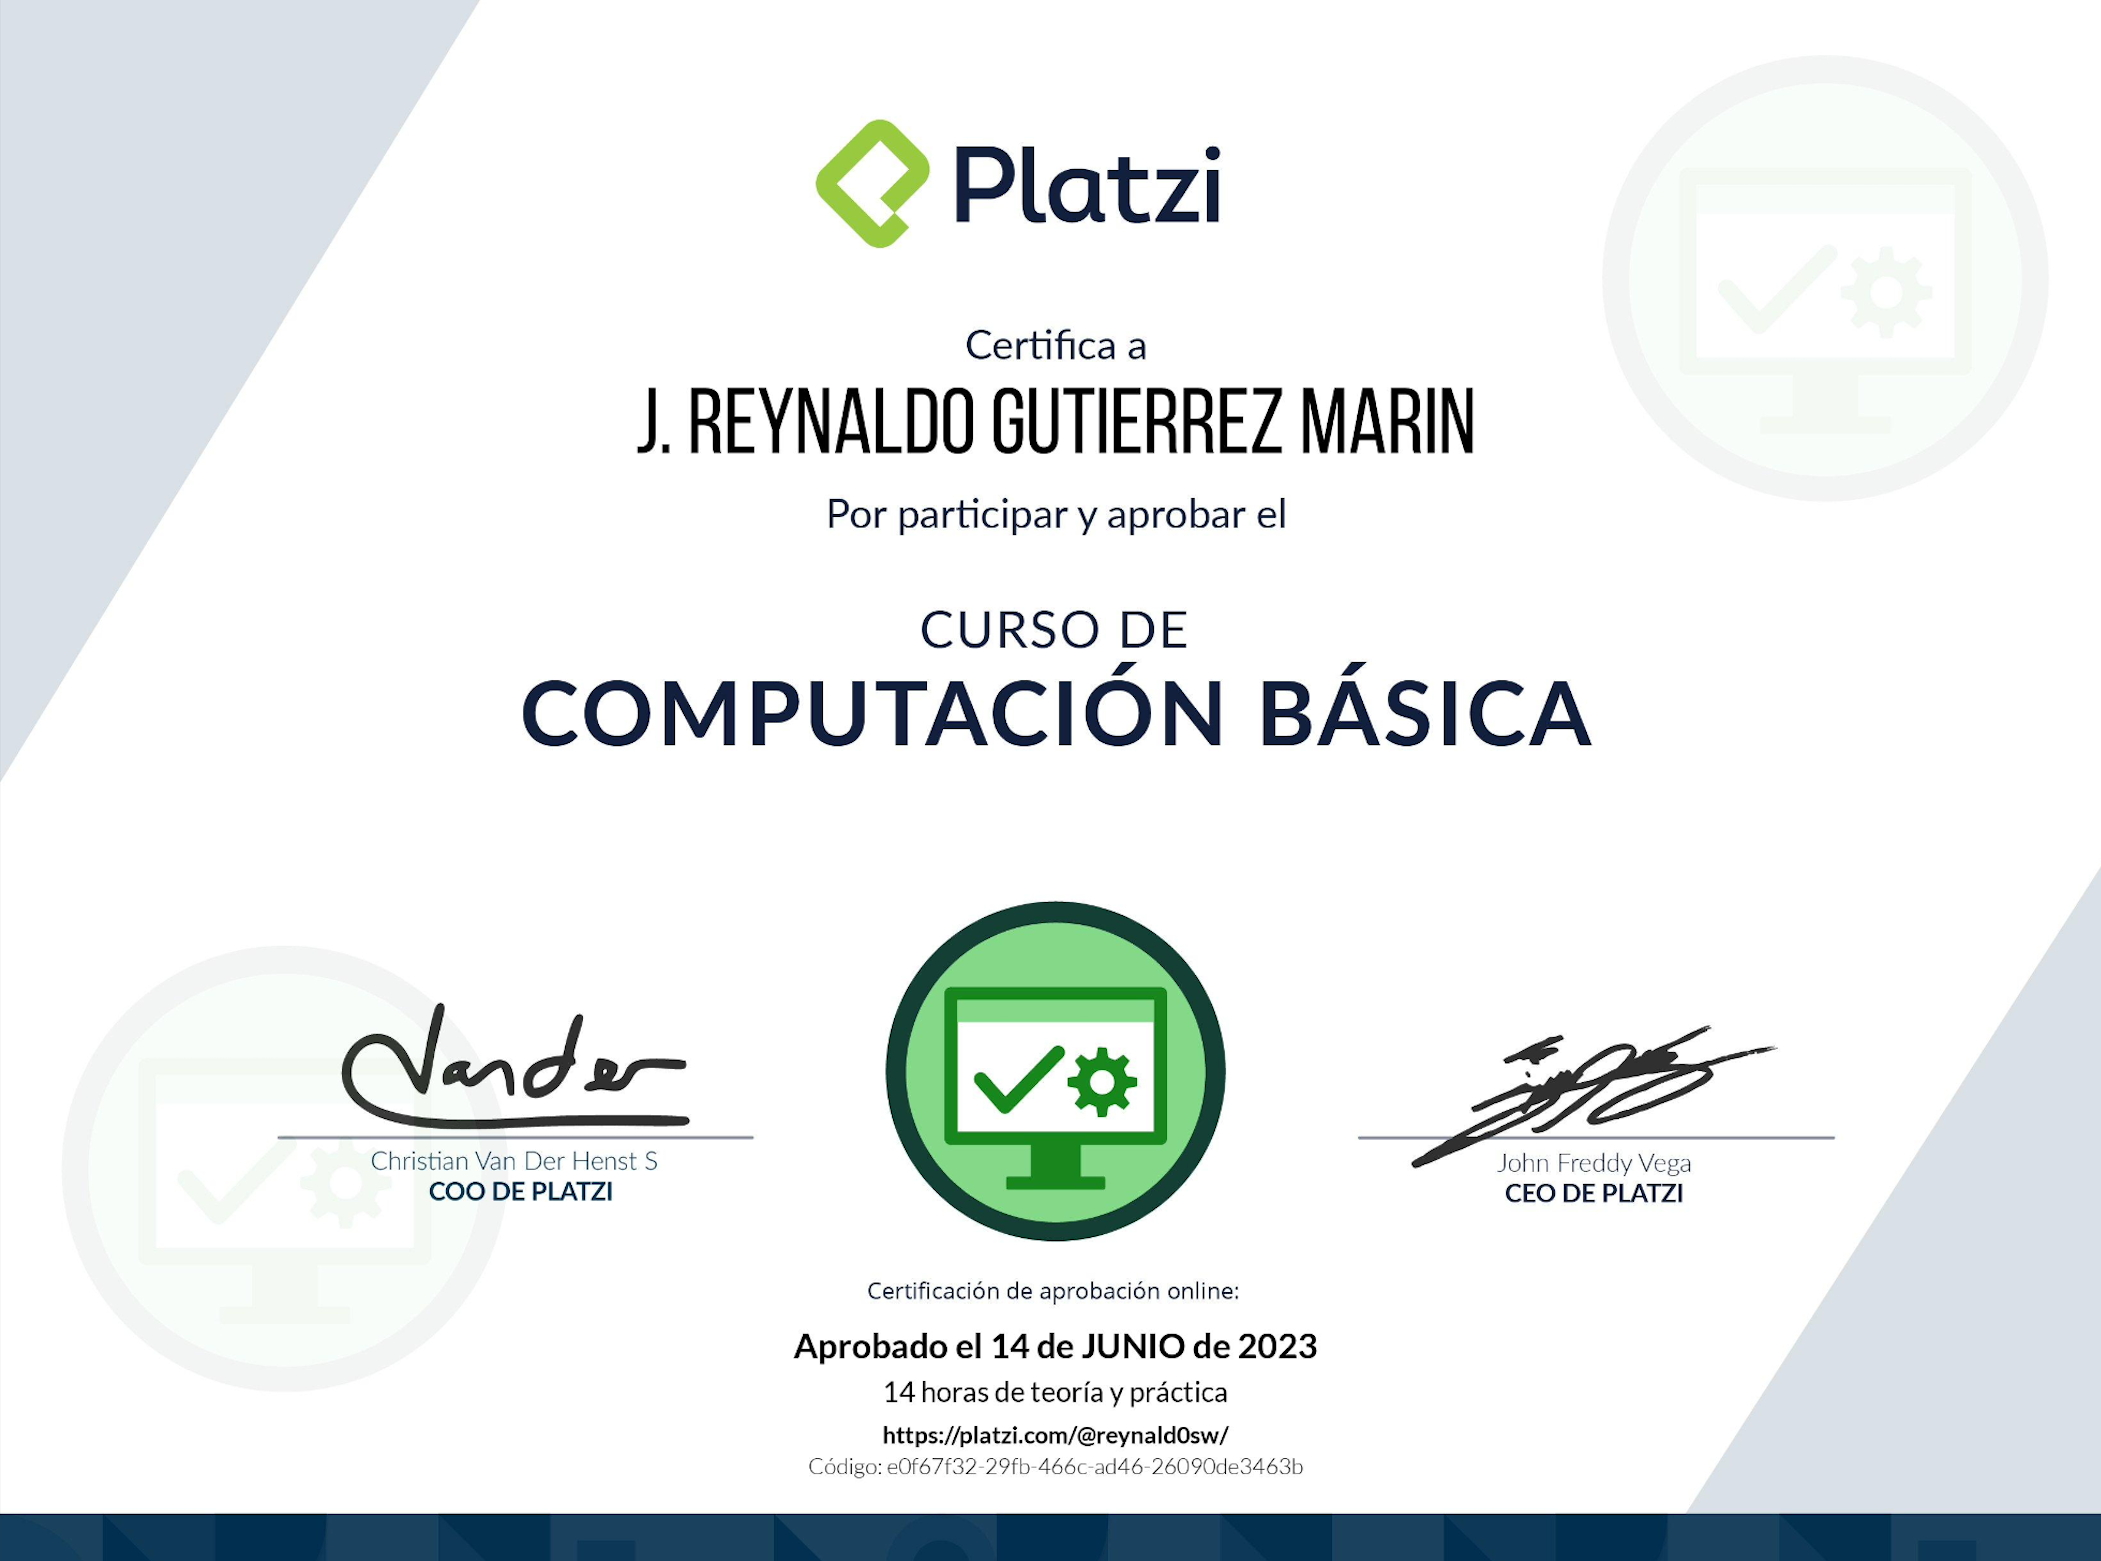 Platzi
Certifica a
J. REYNALDO GUTIERREZ MARIN
Por participar y aprobar el
CURSO DE
COMPUTACIÓN BÁSICA
Vander
Christian Van Der Henst S
COO DE PLATZI
John Freddy Vega
CEO DE PLATZI
Certificación de aprobación online:
Aprobado el 14 de JUNIO de 2023
14 horas de teoría y práctica
https://platzi.com/@reynald0sw/
Código: e0f67f32-29fb-466c-ad46-26090de3463b